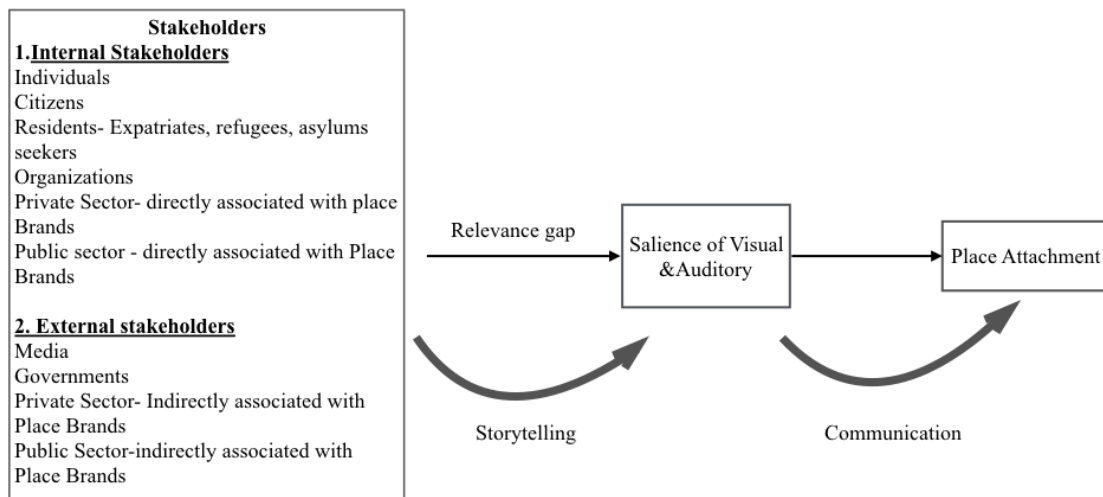 Stakeholders
1.Internal Stakeholders
Individuals
Citizens
Residents- Expatriates, refugees, asylums
seekers
Organizations
Private Sector- directly associated with place
Brands
Public sector - directly associated with Place
Brands
2. External stakeholders
Media
Governments
Private Sector- Indirectly associated with
Place Brands
Public Sector-indirectly associated with
Place Brands
Relevance gap
Storytelling
Salience of Visual
&Auditory
Communication
Place Attachment